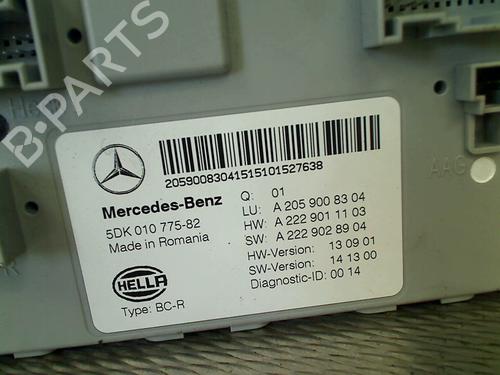 B-PARTS
20590083041515101527638
Mercedes-Benz
5DK 010 775-82
Made in Romania
HELLA
Type: BC-R
Q: 01
LU: A 205 900 83 04
HW: A 222 901 11 03
SW: A 222 902 89 04
HW-Version: 13 09 01
SW-Version: 14 13 00
Diagnostic-ID: 00 14
AAG